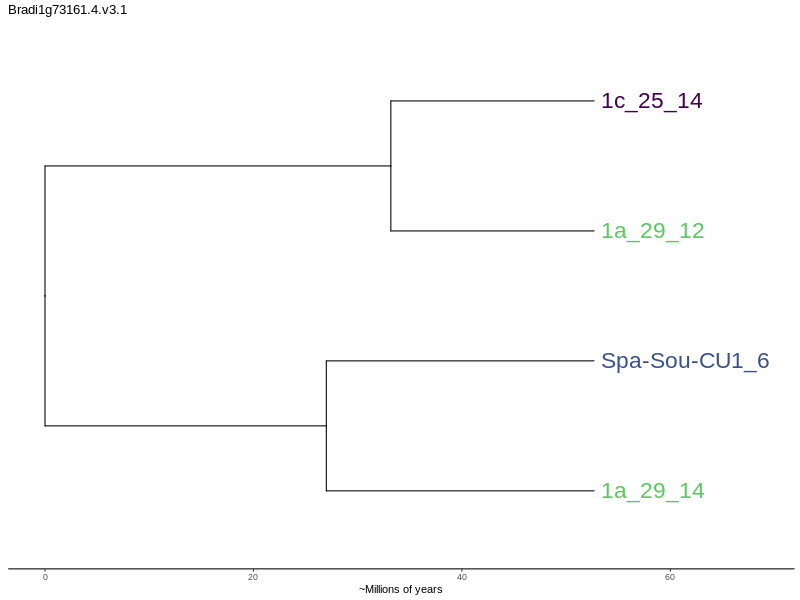 Bradi1g73161.4.v3.1
1c_25_14
1a_29_12
Spa-Sou-CU1_6
1a_29_14
0 20 40 60
~Millions of years